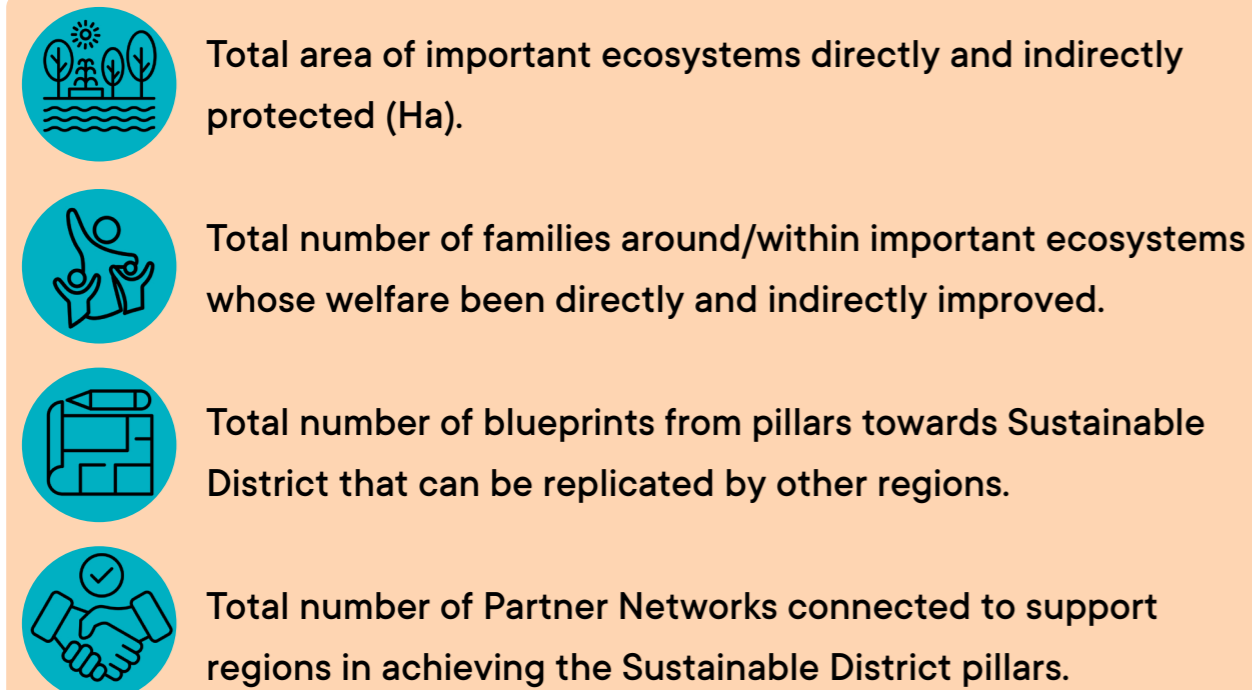 Total area of important ecosystems directly and indirectly
protected (Ha).
Total number of families around/within important ecosystems
whose welfare been directly and indirectly improved.
Total number of blueprints from pillars towards Sustainable
District that can be replicated by other regions.
Total number of Partner Networks connected to support
regions in achieving the Sustainable District pillars.